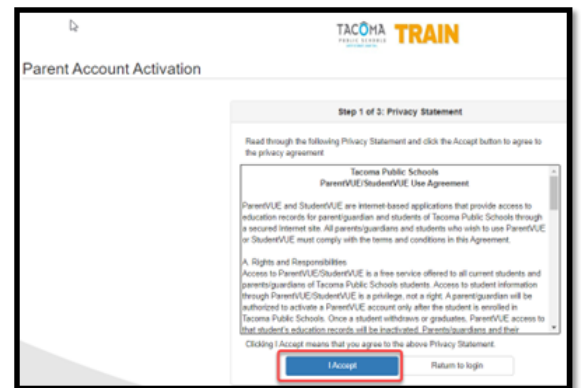 TACOMA TRAIN
PUBLIC SCHOOLS
Parent Account Activation
Step 1 of 3: Privacy Statement
Read through the following Privacy Statement and click the Accept button to agree to
the privacy agreement
Tacoma Public Schools
ParentVUE/StudentVUE Use Agreement
ParentVUE and StudentVUE are internet-based applications that provide access to
education records for parent/guardian and students of Tacoma Public Schools through
a secured Internet site. All parents/guardians and students who wish to use ParentVUE
or StudentVUE must comply with the terms and conditions in this Agreement.
A. Rights and Responsibilities
Access to ParentVUE/StudentVUE is a free service offered to all current students and
parents/guardians of Tacoma Public Schools students. Access to student information
through ParentVUE/StudentVUE is a privilege, not a right. A parent/guardian will be
authorized to activate a ParentVUE account only after the student is enrolled in
Tacoma Public Schools. Once a student withdraws or graduates, ParentVUE access to
that student's education records will be inactivated. Parents/guardians and their
Clicking I Accept means that you agree to the above Privacy Statement.
I Accept
Return to login